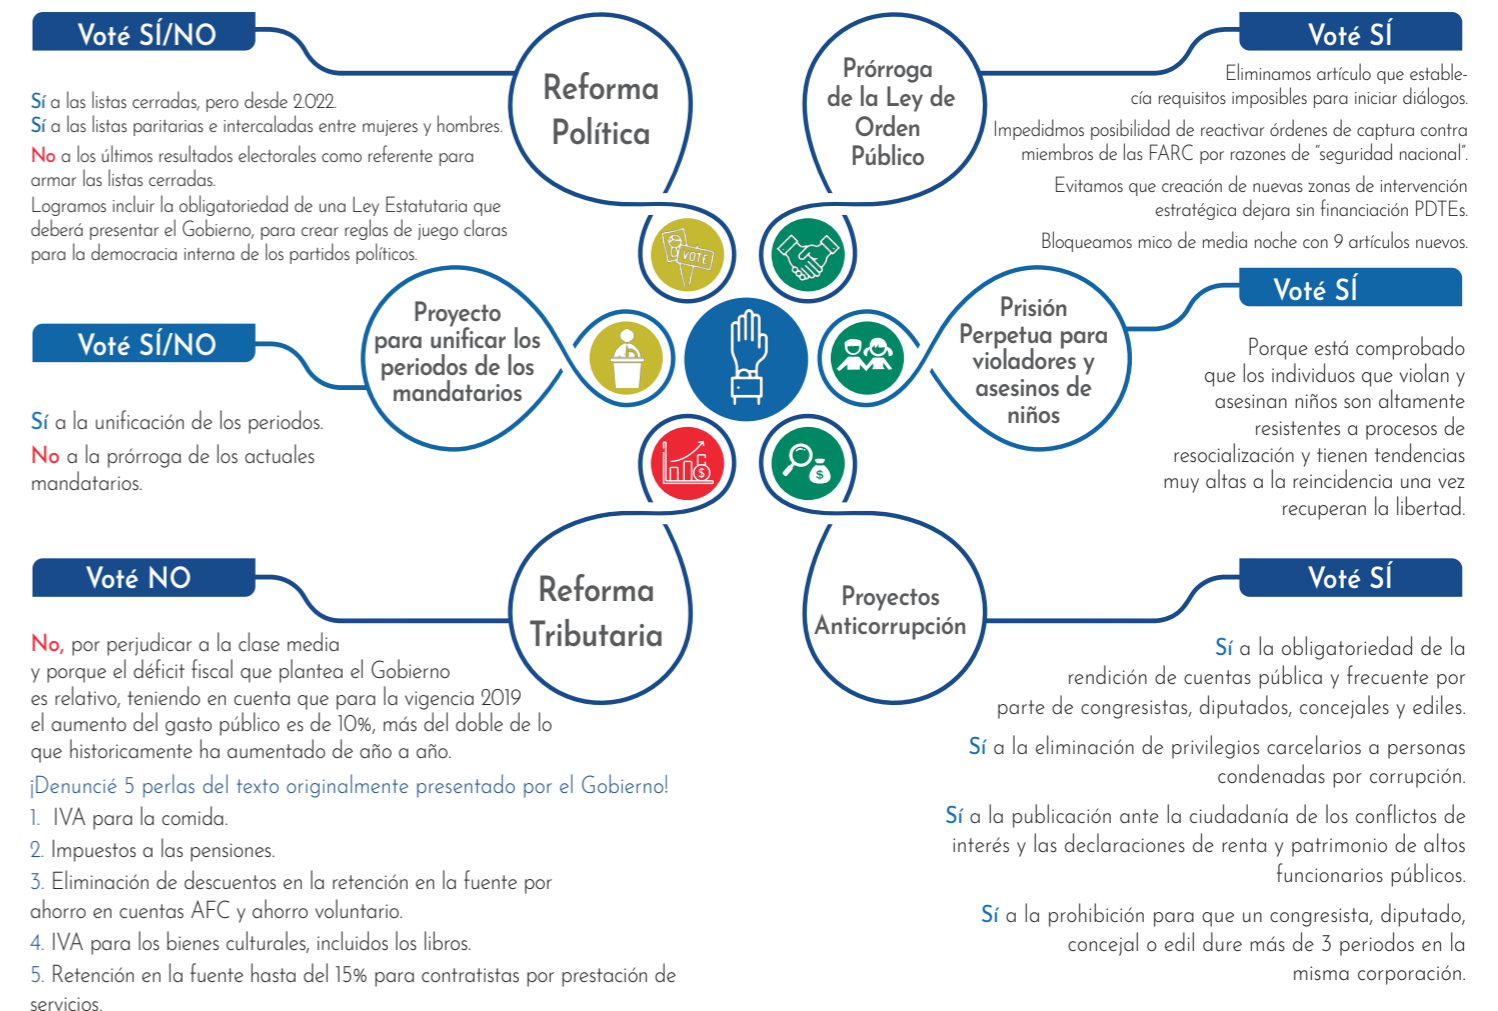 Voté SÍ/NO
Sí a las listas cerradas, pero desde 2.022.
Sí a las listas paritarias e intercaladas entre mujeres y hombres.
No a los últimos resultados electorales como referente para
armar las listas cerradas.
Logramos incluir la obligatoriedad de una Ley Estatutaria que
deberá presentar el Gobierno, para crear reglas de juego claras
para la democracia interna de los partidos políticos.
Reforma
Política
VOTE
Prórroga
de la Ley de
Orden
Público
Voté SÍ
Eliminamos artículo que estable-
cía requisitos imposibles para iniciar diálogos.
Impedidmos posibilidad de reactivar órdenes de captura contra
miembros de las FARC por razones de "seguridad nacional".
Evitamos que creación de nuevas zonas de intervención
estratégica dejara sin financiación PDTEs.
Bloqueamos mico de media noche con 9 artículos nuevos.
Voté SÍ/NO
Sí a la unificación de los periodos.
No a la prórroga de los actuales
mandatarios.
Proyecto
para unificar los
periodos de los
mandatarios
Prisión
Perpetua para
violadores y
asesinos de
niños
Voté SÍ
Porque está comprobado
que los individuos que violan y
asesinan niños son altamente
resistentes a procesos de
resocialización y tienen tendencias
muy altas a la reincidencia una vez
recuperan la libertad.
Voté NO
No, por perjudicar a la clase media
y porque el déficit fiscal que plantea el Gobierno
es relativo, teniendo en cuenta que para la vigencia 2019
el aumento del gasto público es de 10%, más del doble de lo
que historicamente ha aumentado de año a año.
¡Denuncié 5 perlas del texto originalmente presentado por el Gobierno!
1. IVA para la comida.
2. Impuestos a las pensiones.
3. Eliminación de descuentos en la retención en la fuente por
ahorro en cuentas AFC y ahorro voluntario.
4. IVA para los bienes culturales, incluidos los libros.
5. Retención en la fuente hasta del 15% para contratistas por prestación de
servicios.
Reforma
Tributaria
$
$
Proyectos
Anticorrupción
Voté SÍ
Sí a la obligatoriedad de la
rendición de cuentas pública y frecuente por
parte de congresistas, diputados, concejales y ediles.
Sí a la eliminación de privilegios carcelarios a personas
condenadas por corrupción.
Sí a la publicación ante la ciudadanía de los conflictos de
interés y las declaraciones de renta y patrimonio de altos
funcionarios públicos.
Sí a la prohibición para que un congresista, diputado,
concejal o edil dure más de 3 periodos en la
misma corporación.